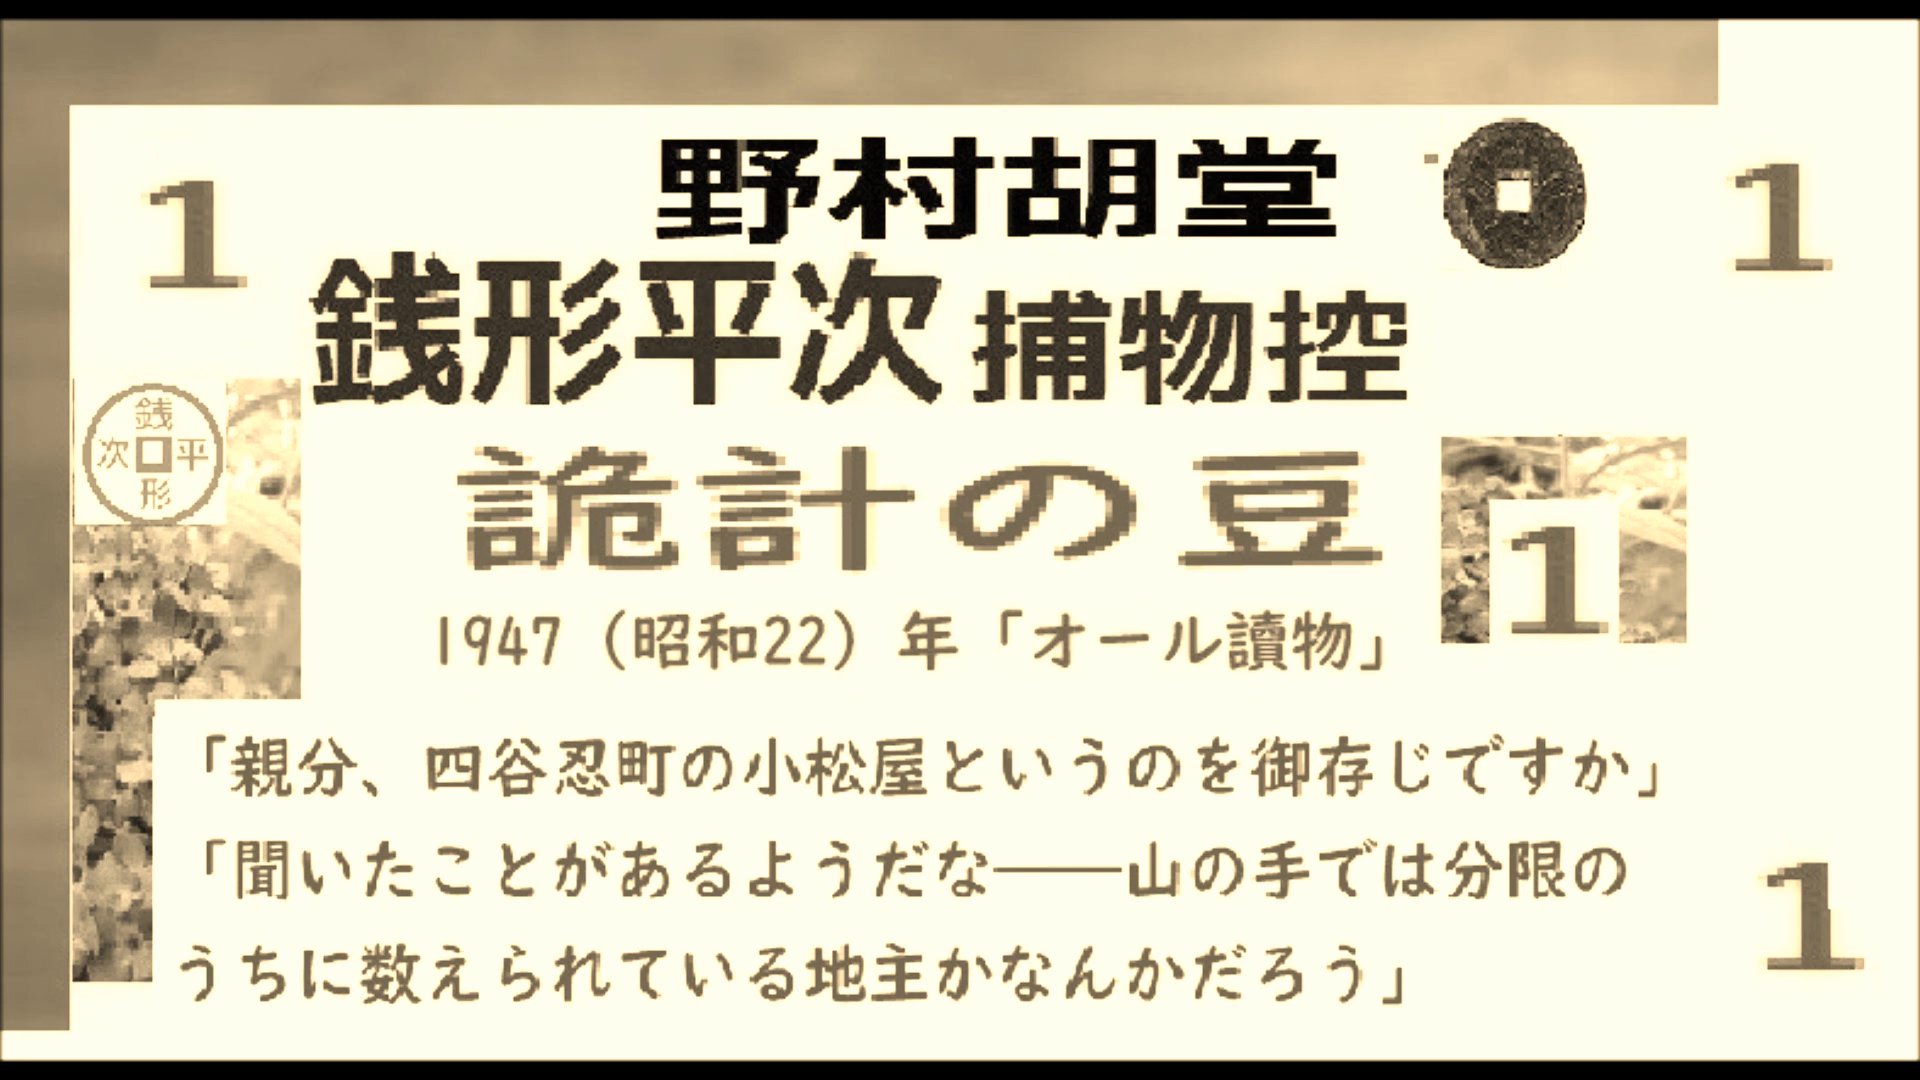 野村胡堂
1
1
銭形平次 捕物控
銭
次 平
形
詭計の豆
1
1947（昭和22）年「オール讀物」
「親分、四谷忍町の小松屋というのを御存じですか」
「聞いたことがあるようだな――山の手では分限の
1
うちに数えられている地主かなんかだろう」